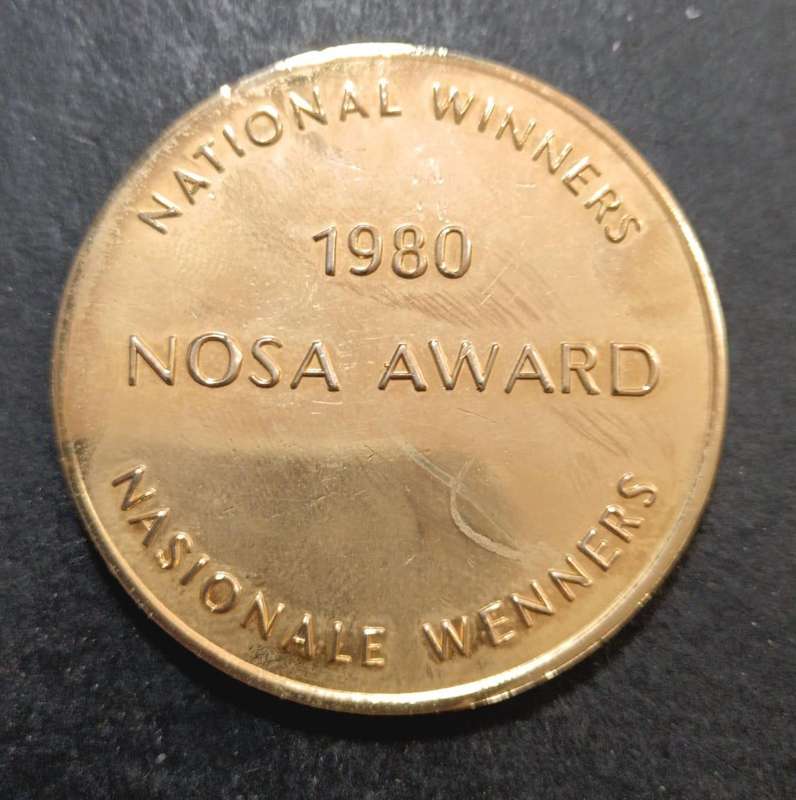 NATIONAL WINNERS
1980
NOSA AWARD
NASIONALE WENNERS